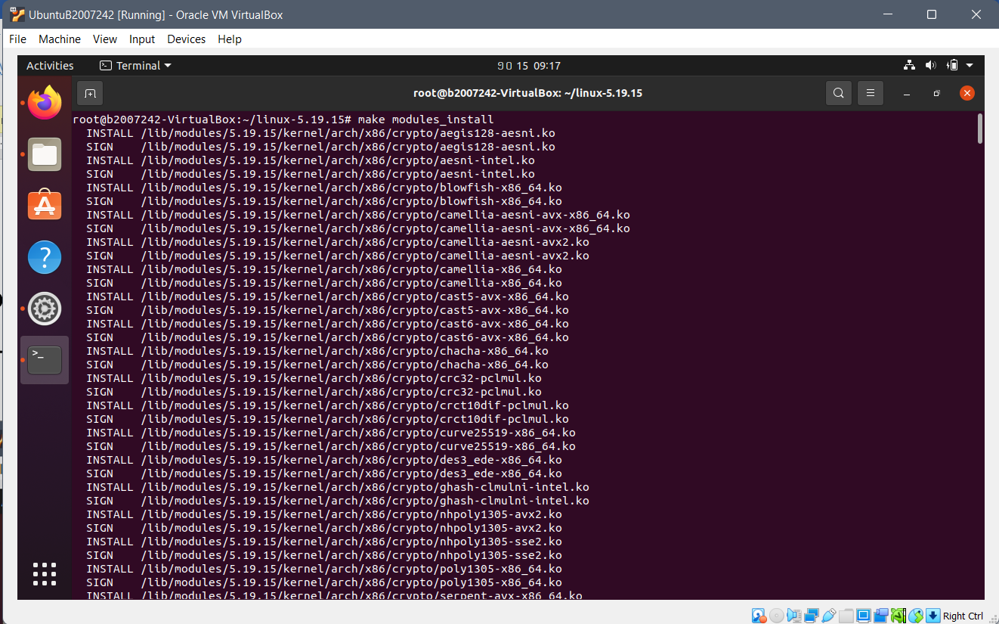 UbuntuB2007242 [Running] - Oracle VM VirtualBox
File Machine View Input Devices Help
Activities Terminal 15 09:17
root@b2007242-VirtualBox: ~/linux-5.19.15
root@b2007242-VirtualBox:~/linux-5.19.15# make modules_install
INSTALL /lib/modules/5.19.15/kernel/arch/x86/crypto/aegis128-aesni.ko
SIGN /lib/modules/5.19.15/kernel/arch/x86/crypto/aegis128-aesni.ko
INSTALL /lib/modules/5.19.15/kernel/arch/x86/crypto/aesni-intel.ko
SIGN /lib/modules/5.19.15/kernel/arch/x86/crypto/aesni-intel.ko
INSTALL /lib/modules/5.19.15/kernel/arch/x86/crypto/blowfish-x86_64.ko
SIGN /lib/modules/5.19.15/kernel/arch/x86/crypto/blowfish-x86_64.ko
INSTALL /lib/modules/5.19.15/kernel/arch/x86/crypto/camellia-aesni-avx-x86_64.ko
SIGN /lib/modules/5.19.15/kernel/arch/x86/crypto/camellia-aesni-avx-x86_64.ko
INSTALL /lib/modules/5.19.15/kernel/arch/x86/crypto/camellia-aesni-avx2.ko
SIGN /lib/modules/5.19.15/kernel/arch/x86/crypto/camellia-aesni-avx2.ko
INSTALL /lib/modules/5.19.15/kernel/arch/x86/crypto/camellia-x86_64.ko
SIGN /lib/modules/5.19.15/kernel/arch/x86/crypto/camellia-x86_64.ko
INSTALL /lib/modules/5.19.15/kernel/arch/x86/crypto/cast5-avx-x86_64.ko
SIGN /lib/modules/5.19.15/kernel/arch/x86/crypto/cast5-avx-x86_64.ko
INSTALL /lib/modules/5.19.15/kernel/arch/x86/crypto/cast6-avx-x86_64.ko
SIGN /lib/modules/5.19.15/kernel/arch/x86/crypto/cast6-avx-x86_64.ko
INSTALL /lib/modules/5.19.15/kernel/arch/x86/crypto/chacha-x86_64.ko
SIGN /lib/modules/5.19.15/kernel/arch/x86/crypto/chacha-x86_64.ko
INSTALL /lib/modules/5.19.15/kernel/arch/x86/crypto/crc32-pclmul.ko
SIGN /lib/modules/5.19.15/kernel/arch/x86/crypto/crc32-pclmul.ko
INSTALL /lib/modules/5.19.15/kernel/arch/x86/crypto/crct10dif-pclmul.ko
SIGN /lib/modules/5.19.15/kernel/arch/x86/crypto/crct10dif-pclmul.ko
INSTALL /lib/modules/5.19.15/kernel/arch/x86/crypto/curve25519-x86_64.ko
SIGN /lib/modules/5.19.15/kernel/arch/x86/crypto/curve25519-x86_64.ko
INSTALL /lib/modules/5.19.15/kernel/arch/x86/crypto/des3_ede-x86_64.ko
SIGN /lib/modules/5.19.15/kernel/arch/x86/crypto/des3_ede-x86_64.ko
INSTALL /lib/modules/5.19.15/kernel/arch/x86/crypto/ghash-clmulni-intel.ko
SIGN /lib/modules/5.19.15/kernel/arch/x86/crypto/ghash-clmulni-intel.ko
INSTALL /lib/modules/5.19.15/kernel/arch/x86/crypto/nhpoly1305-avx2.ko
SIGN /lib/modules/5.19.15/kernel/arch/x86/crypto/nhpoly1305-avx2.ko
INSTALL /lib/modules/5.19.15/kernel/arch/x86/crypto/nhpoly1305-sse2.ko
SIGN /lib/modules/5.19.15/kernel/arch/x86/crypto/nhpoly1305-sse2.ko
INSTALL /lib/modules/5.19.15/kernel/arch/x86/crypto/poly1305-x86_64.ko
SIGN /lib/modules/5.19.15/kernel/arch/x86/crypto/poly1305-x86_64.ko
INSTALL /lib/modules/5.19.15/kernel/arch/x86/crypto/serpent-avx-x86_64.ko
Right Ctrl